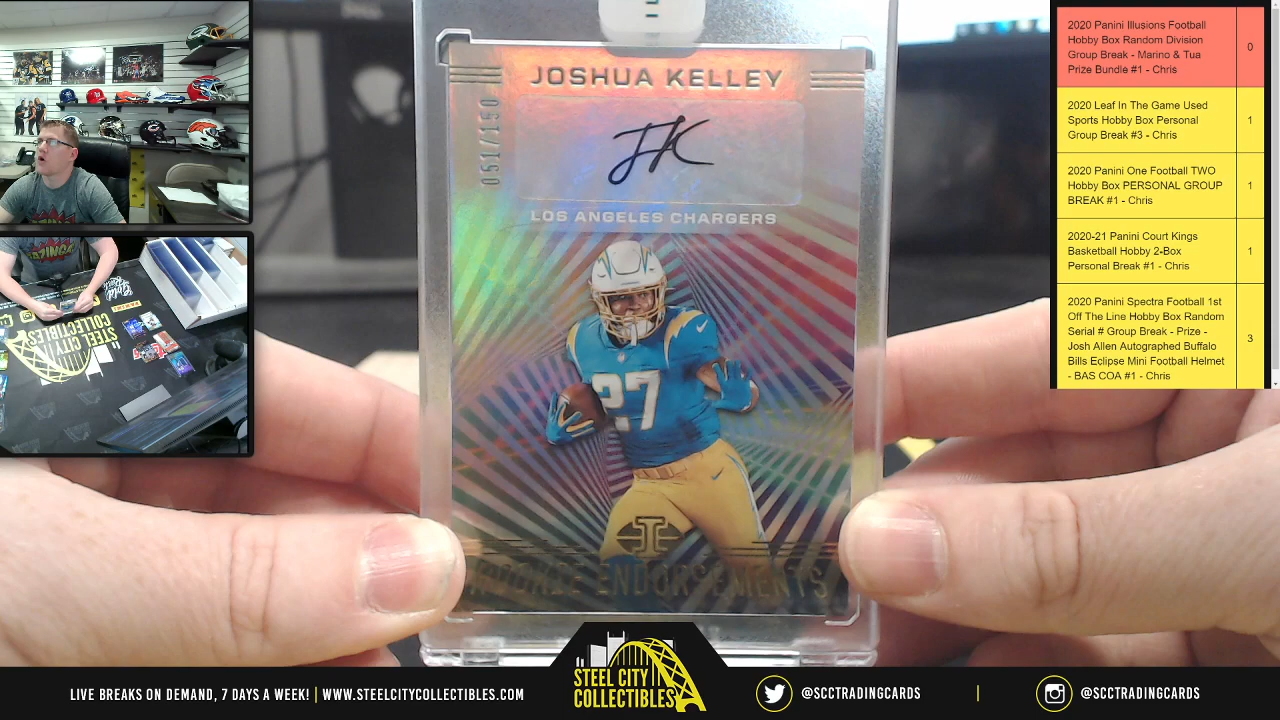 JOSHUA KELLEY
051/150
JK
LOS ANGELES CHARGERS
27
ROOKIE ENDORSEMENTS
2020 Panini Illusions Football
Hobby Box Random Division
Group Break - Marino & Tua
Prize Bundle #1 - Chris
0
2020 Leaf In The Game Used
Sports Hobby Box Personal
Group Break #3 - Chris
1
2020 Panini One Football TWO
Hobby Box PERSONAL GROUP
BREAK #1 - Chris
1
2020-21 Panini Court Kings
Basketball Hobby 2-Box
Personal Break #1 - Chris
1
2020 Panini Spectra Football 1st
Off The Line Hobby Box Random
Serial # Group Break - Prize -
Josh Allen Autographed Buffalo
Bills Eclipse Mini Football Helmet
- BAS COA #1 - Chris
3
BAZINGA
STEEL CITY
COLLECTIBLES
LIVE BREAKS ON DEMAND, 7 DAYS A WEEK! | WWW.STEELCITYCOLLECTIBLES.COM
STEEL CITY
COLLECTIBLES
@SCCTRADINGCARDS
|
@SCCTRADINGCARDS